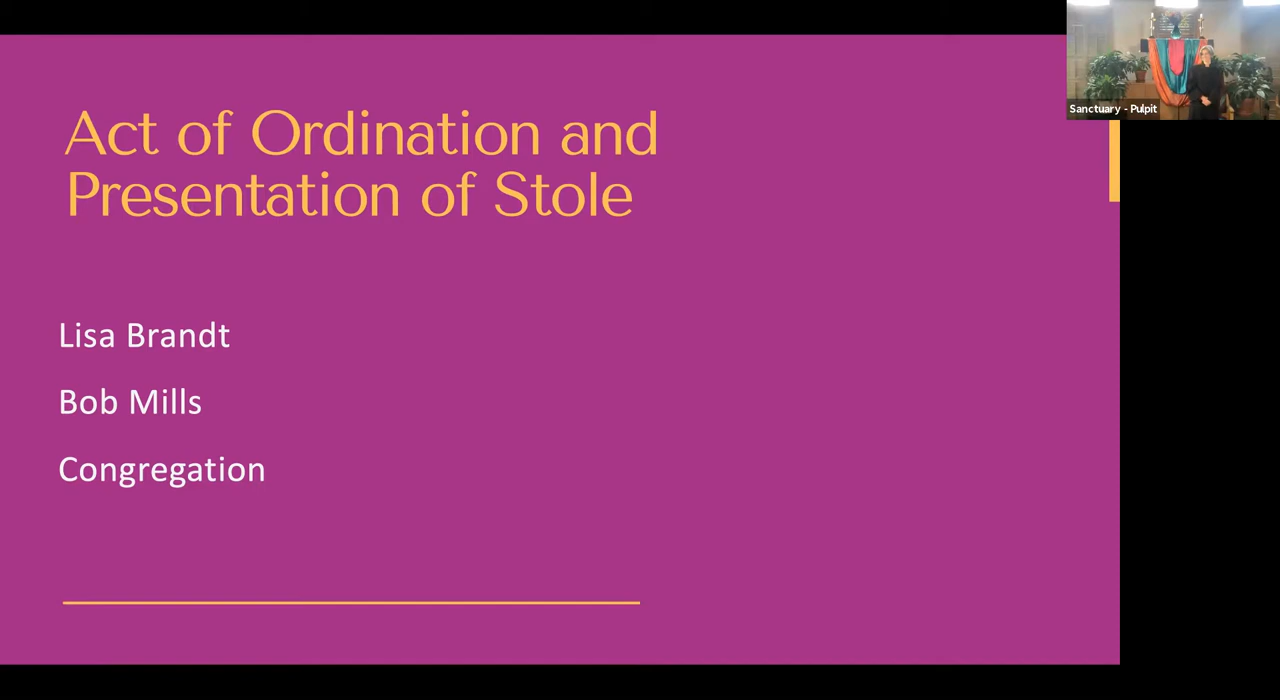 Act of Ordination and
Presentation of Stole
Lisa Brandt
Bob Mills
Congregation
Sanctuary - Pulpit